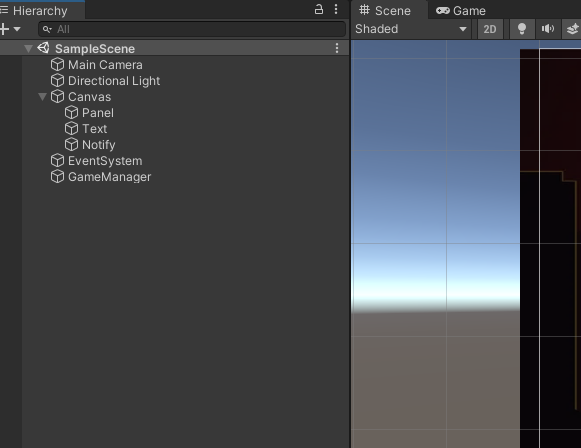 Hierarchy
All
SampleScene
Main Camera
Directional Light
Canvas
Panel
Text
Notify
EventSystem
GameManager
Scene
Game
Shaded
2D